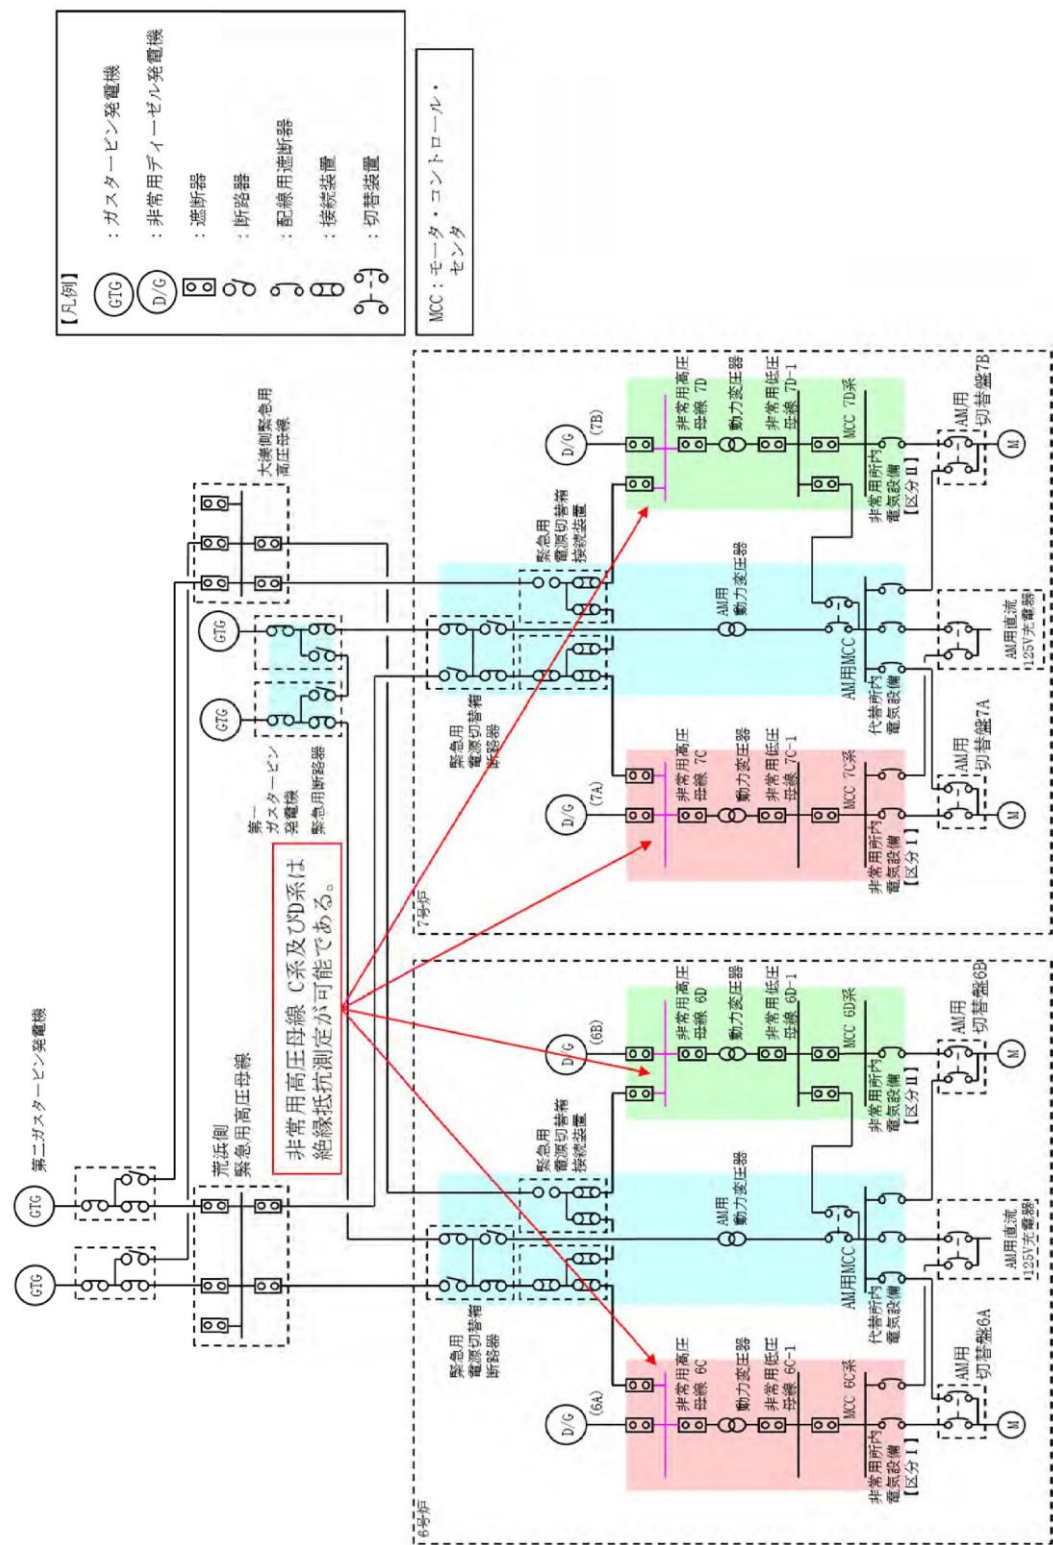 【凡例】
GTG
:ガスタービン発電機
D/G
:非常用ディーゼル発電機
:遮断器
:断路器
:配線用遮断器
:接続装置
:切替装置
MCC:モータ・コントロール・
センタ
GTG
GTG
第二ガスタービン発電機
荒浜側
緊急用高圧母線
大湊側緊急用
高圧母線
GTG
GTG
第一
ガスタービン
発電機
緊急用断路器
非常用高圧母線 C系及びD系は
絶縁抵抗測定が可能である。
6号炉
緊急用
電源切替箱
断路器
緊急用
電源切替箱
接続装置
D/G
(6A)
D/G
(6B)
非常用高圧
母線 6C
動力変圧器
非常用低圧
母線 6C-1
MCC 6C系
非常用所内
電気設備
【区分Ⅰ】
AM用
動力変圧器
AM用MCC
代替所内
電気設備
非常用高圧
母線 6D
動力変圧器
非常用低圧
母線 6D-1
MCC 6D系
非常用所内
電気設備
【区分Ⅱ】
AM用
切替盤6A
M
AM用直流
125V充電器
AM用
切替盤6B
M
7号炉
緊急用
電源切替箱
断路器
緊急用
電源切替箱
接続装置
D/G
(7A)
D/G
(7B)
非常用高圧
母線 7C
動力変圧器
非常用低圧
母線 7C-1
MCC 7C系
非常用所内
電気設備
【区分Ⅰ】
AM用
動力変圧器
AM用MCC
代替所内
電気設備
非常用高圧
母線 7D
動力変圧器
非常用低圧
母線 7D-1
MCC 7D系
非常用所内
電気設備
【区分Ⅱ】
AM用
切替盤7A
M
AM用直流
125V充電器
AM用
切替盤7B
M